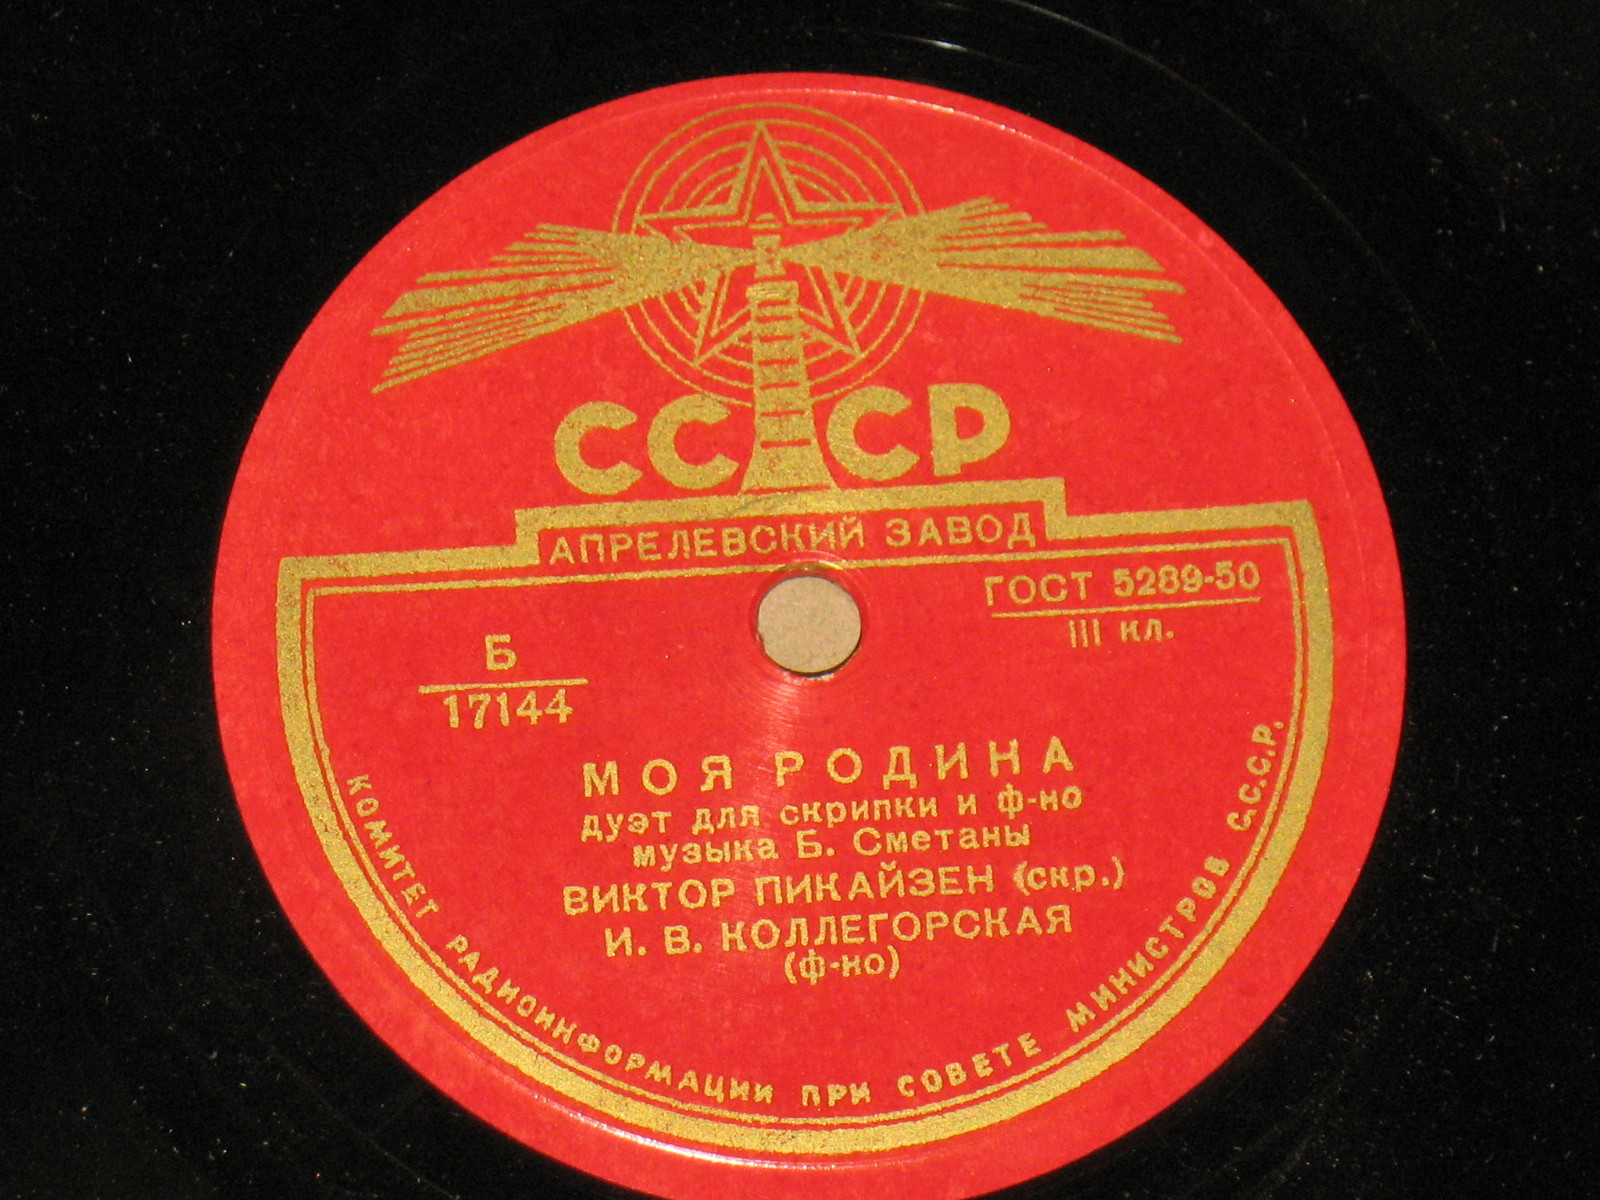 СССР
АПРЕЛЕВСКИЙ ЗАВОД
ГОСТ 5289-50
III кл.
Б
17144
МОЯ РОДИНА
дуэт для скрипки и ф-но
музыка Б. Сметаны
ВИКТОР ПИКАЙЗЕН (скр.)
И. В. КОЛЛЕГОРСКАЯ
(ф-но)
КОМИТЕТ РАДИОИНФОРМАЦИИ ПРИ СОВЕТЕ МИНИСТРОВ С.С.С.Р.